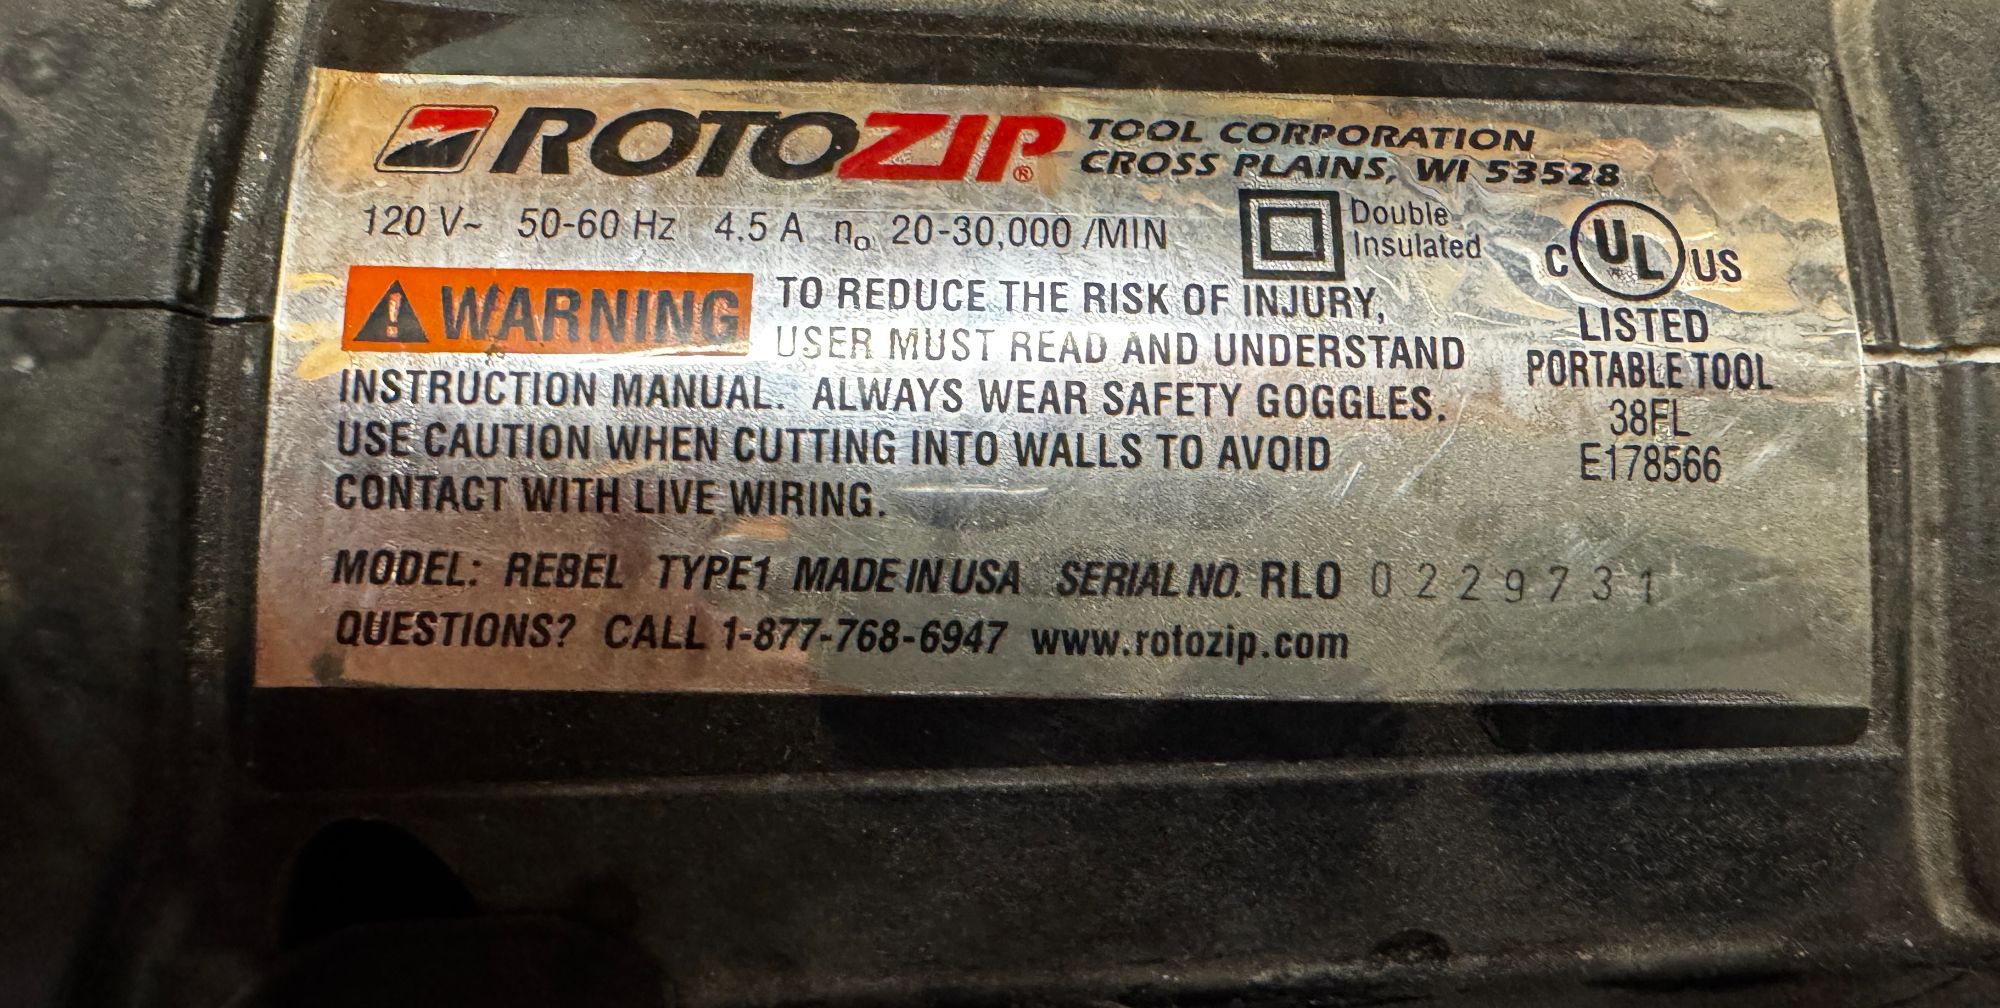 ROTOZIP® TOOL CORPORATION
CROSS PLAINS, WI 53528
120 V~ 50-60 Hz 4.5 A no 20-30,000 /MIN
Double
Insulated
C UL US
LISTED
PORTABLE TOOL
38FL
E178566
WARNING TO REDUCE THE RISK OF INJURY,
USER MUST READ AND UNDERSTAND
INSTRUCTION MANUAL. ALWAYS WEAR SAFETY GOGGLES.
USE CAUTION WHEN CUTTING INTO WALLS TO AVOID
CONTACT WITH LIVE WIRING.
MODEL: REBEL TYPE1 MADE IN USA SERIAL NO. RLO 0229731
QUESTIONS? CALL 1-877-768-6947 www.rotozip.com